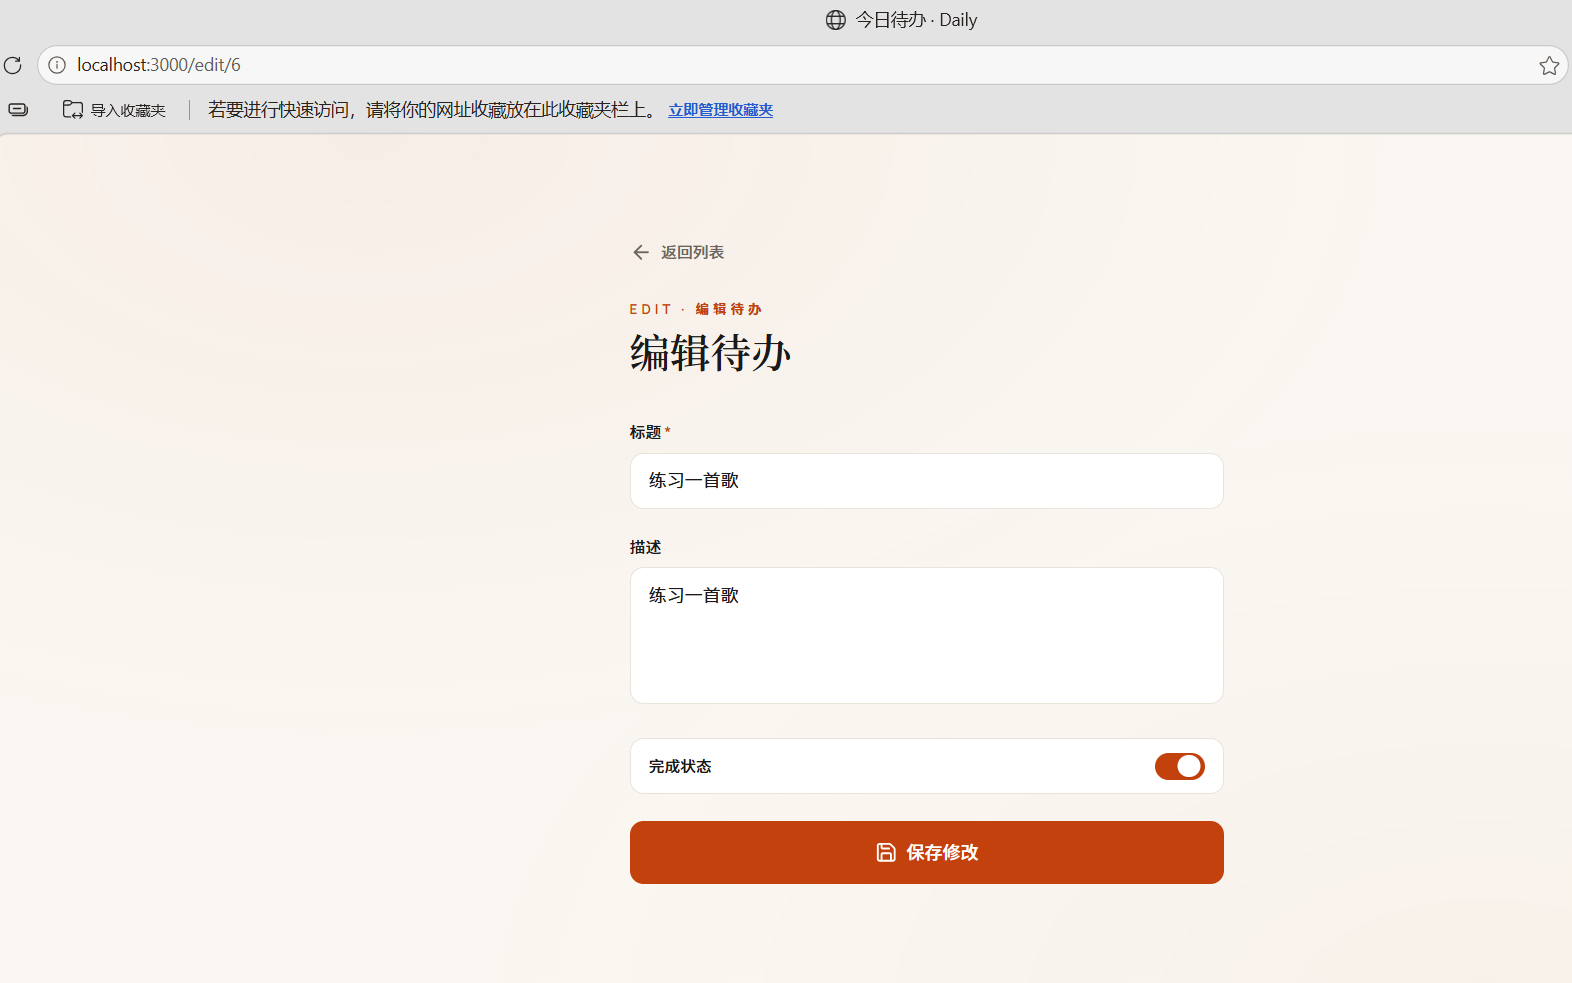 今日待办 · Daily
localhost:3000/edit/6
导入收藏夹 若要进行快速访问，请将你的网址收藏放在此收藏夹栏上。 立即管理收藏夹
返回列表
EDIT · 编辑待办
编辑待办
标题 *
练习一首歌
描述
练习一首歌
完成状态
保存修改